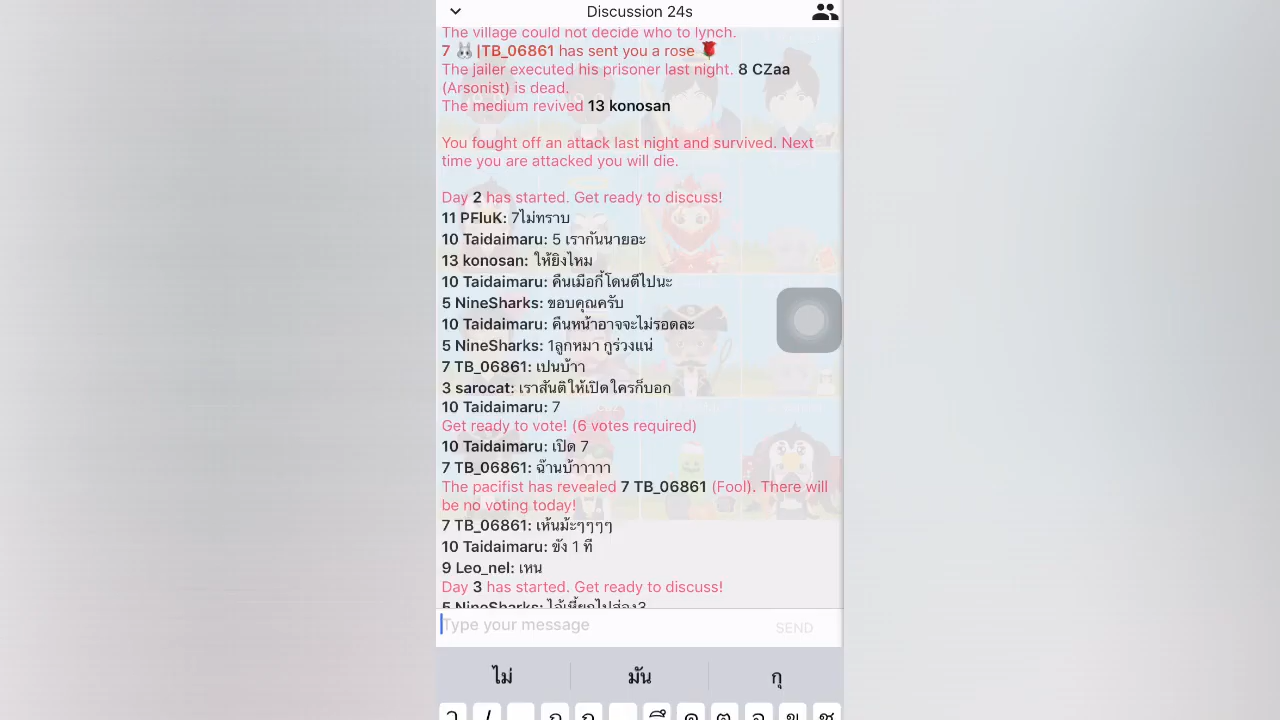 Discussion 24s
The village could not decide who to lynch.
7 🐰|TB_06861 has sent you a rose 🌹
The jailer executed his prisoner last night. 8 CZaa
(Arsonist) is dead.
The medium revived 13 konosan
You fought off an attack last night and survived. Next
time you are attacked you will die.
Day 2 has started. Get ready to discuss!
11 PFluK: 7ไม่ทราบ
10 Taidaimaru: 5 เรากันนายอะ
13 konosan: ให้ยิงไหม
10 Taidaimaru: คืนเมือกี้โดนตีไปนะ
5 NineSharks: ขอบคุณครับ
10 Taidaimaru: คืนหน้าอาจจะไม่รอดละ
5 NineSharks: 1ลูกหมา กูร่วงแน่
7 TB_06861: เปนบ้าา
3 sarocat: เราสันติให้เปิดใครก็บอก
10 Taidaimaru: 7
Get ready to vote! (6 votes required)
10 Taidaimaru: เปิด 7
7 TB_06861: ฉ๊านบ้าาาาา
The pacifist has revealed 7 TB_06861 (Fool). There will
be no voting today!
7 TB_06861: เห้นม้ะๆๆๆๆ
10 Taidaimaru: ขัง 1 ที
9 Leo_nel: เหน
Day 3 has started. Get ready to discuss!
5 NineSharks:
Type your message
SEND
ไม่ มัน กุ